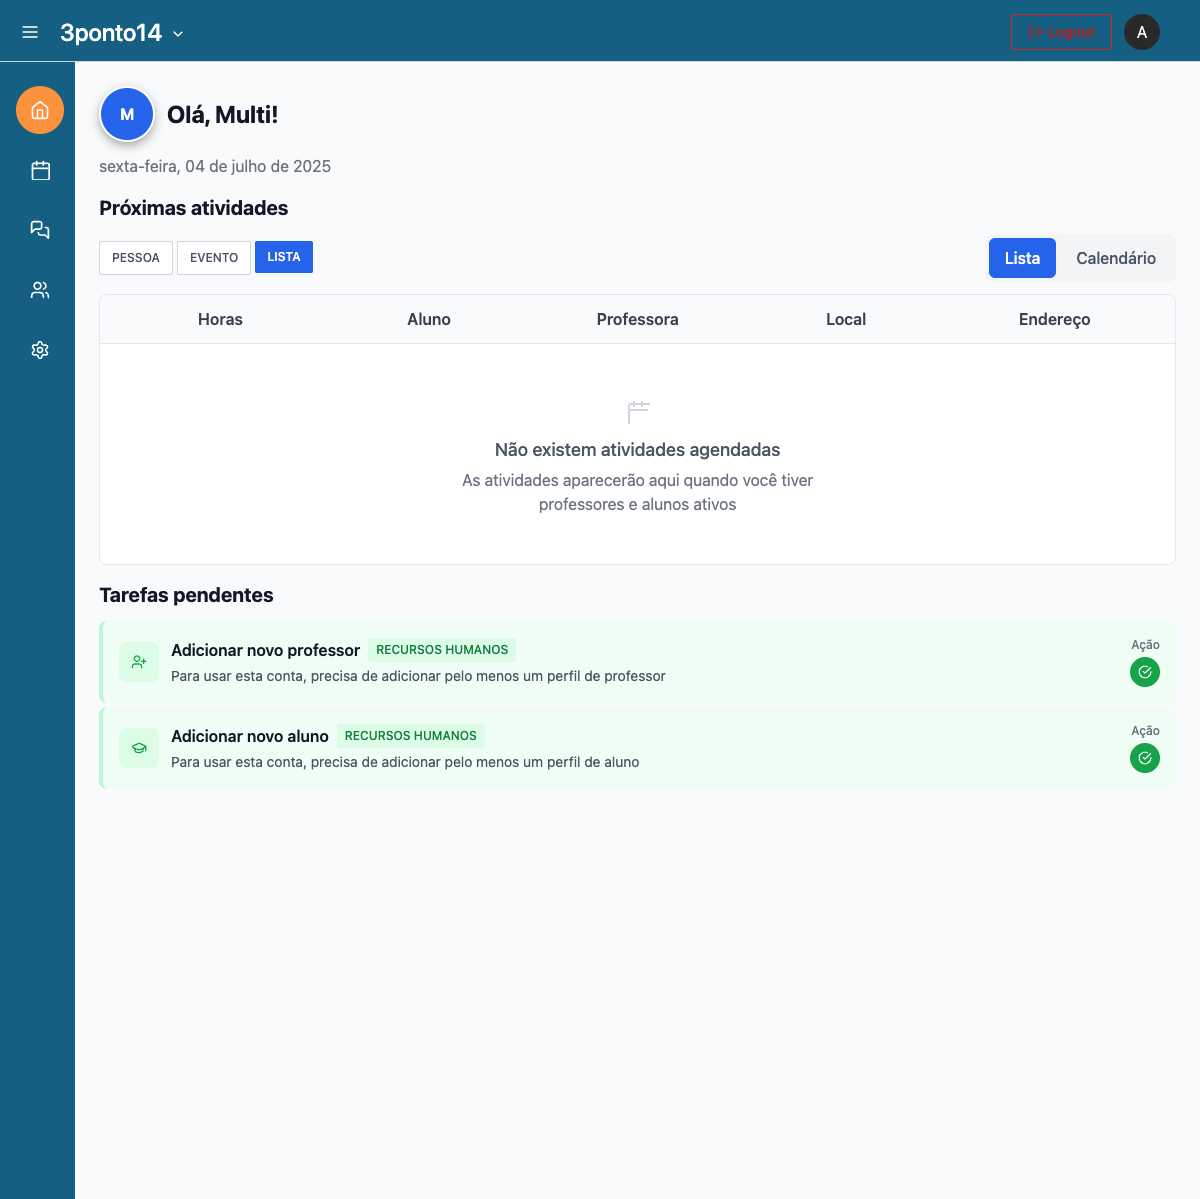 3ponto14
Logout
A
M
Olá, Multi!
sexta-feira, 04 de julho de 2025
Próximas atividades
PESSOA
EVENTO
LISTA
Lista
Calendário
Horas
Aluno
Professora
Local
Endereço
Não existem atividades agendadas
As atividades aparecerão aqui quando você tiver
professores e alunos ativos
Tarefas pendentes
Adicionar novo professor
RECURSOS HUMANOS
Para usar esta conta, precisa de adicionar pelo menos um perfil de professor
Ação
Adicionar novo aluno
RECURSOS HUMANOS
Para usar esta conta, precisa de adicionar pelo menos um perfil de aluno
Ação